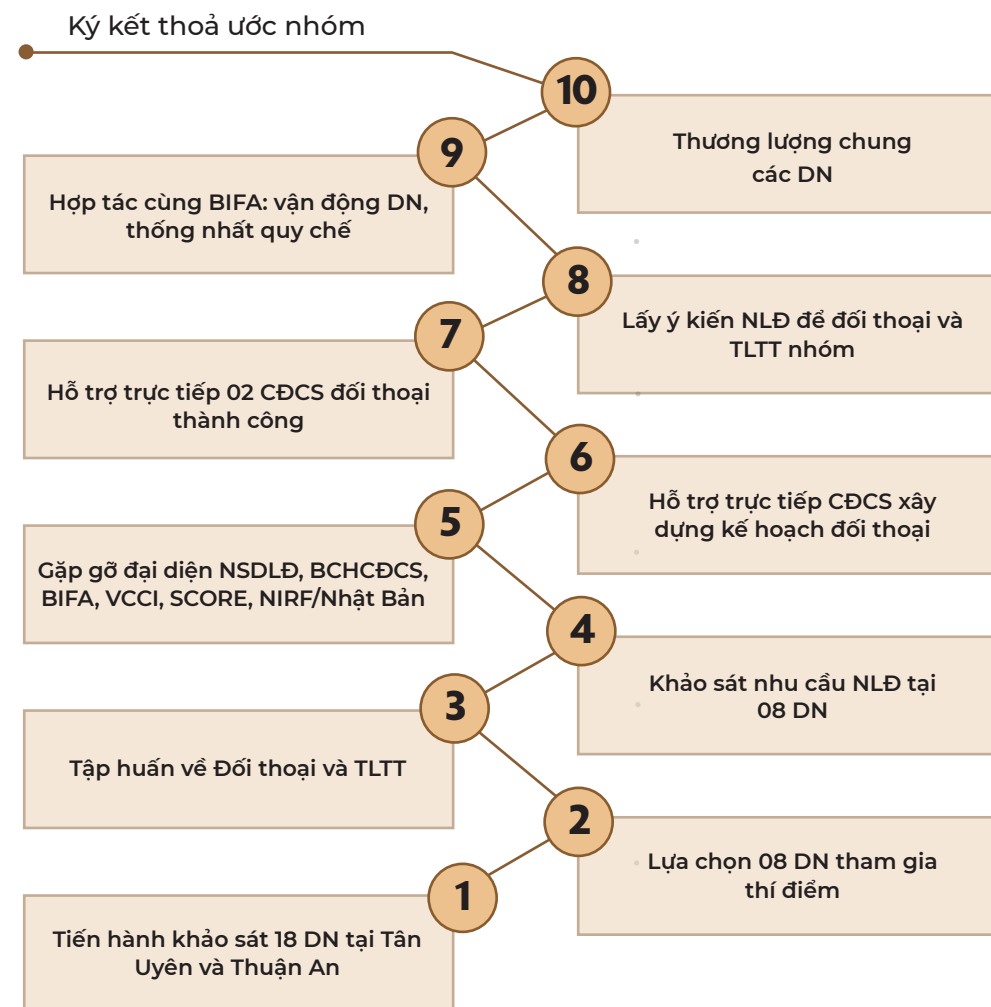 Ký kết thoả ước nhóm
10
Thương lượng chung
các DN
9
Hợp tác cùng BIFA: vận động DN,
thống nhất quy chế
8
Lấy ý kiến NLĐ để đối thoại và
TLTT nhóm
7
Hỗ trợ trực tiếp 02 CĐCS đối thoại
thành công
6
Hỗ trợ trực tiếp CĐCS xây
dựng kế hoạch đối thoại
5
Gặp gỡ đại diện NSDLĐ, BCHCĐCS,
BIFA, VCCI, SCORE, NIRF/Nhật Bản
4
Khảo sát nhu cầu NLĐ tại
08 DN
3
Tập huấn về Đối thoại và TLTT
2
Lựa chọn 08 DN tham gia
thí điểm
1
Tiến hành khảo sát 18 DN tại Tân
Uyên và Thuận An